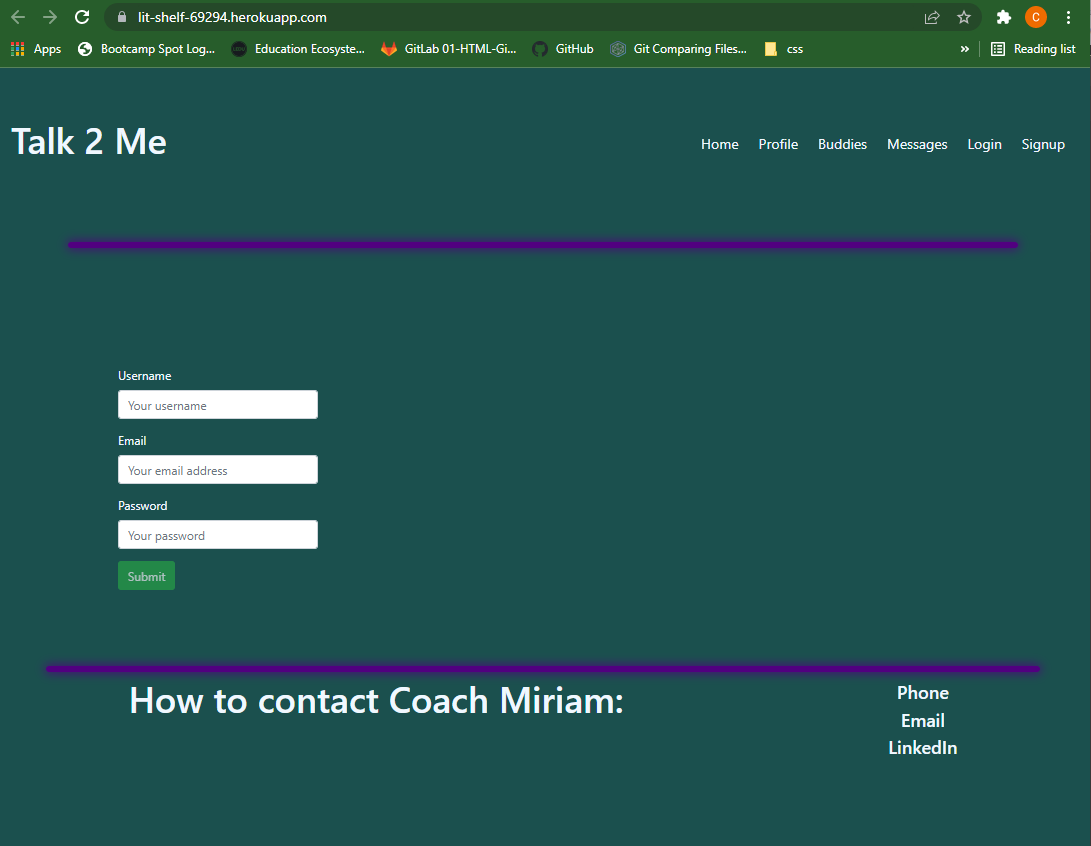 lit-shelf-69294.herokuapp.com
C
Apps Bootcamp Spot Log... Education Ecosyste... GitLab 01-HTML-Gi... GitHub Git Comparing Files... css » Reading list
Talk 2 Me
Home Profile Buddies Messages Login Signup
Username
Your username
Email
Your email address
Password
Your password
Submit
How to contact Coach Miriam:
Phone
Email
LinkedIn